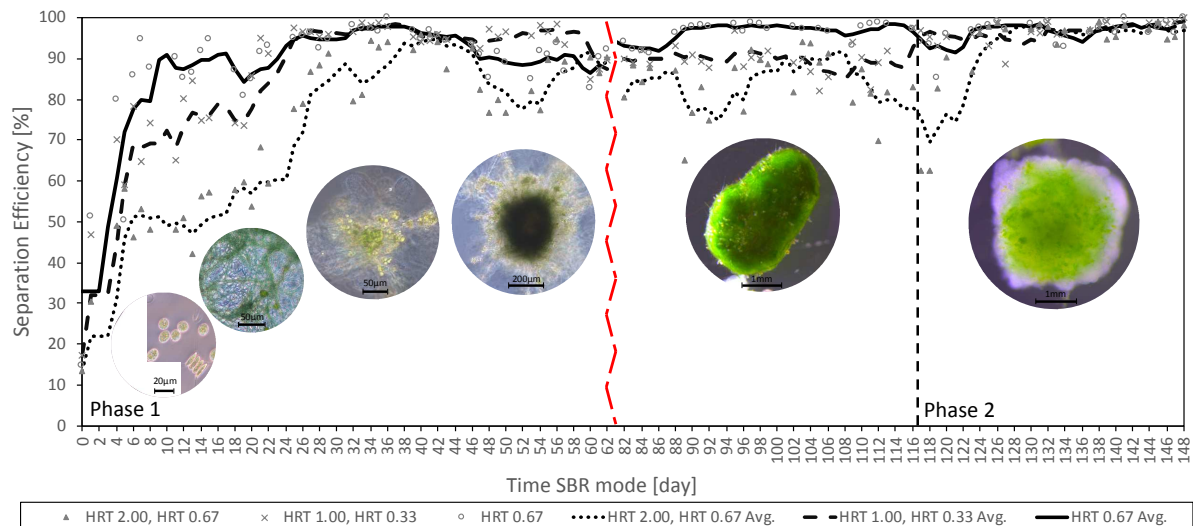 Separation Efficiency [%]
100
90
80
70
60
50
40
30
20
10
0
20µm
50µm
50µm
200µm
1mm
1mm
Phase 1
Phase 2
0 2 4 6 8 10 12 14 16 18 20 22 24 26 28 30 32 34 36 38 40 42 44 46 48 50 52 54 56 58 60 62 82 84 86 88 90 92 94 96 98 100 102 104 106 108 110 112 114 116 118 120 122 124 126 128 130 132 134 136 138 140 142 144 146 148
Time SBR mode [day]
HRT 2.00, HRT 0.67 HRT 1.00, HRT 0.33 HRT 0.67 HRT 2.00, HRT 0.67 Avg. HRT 1.00, HRT 0.33 Avg. HRT 0.67 Avg.